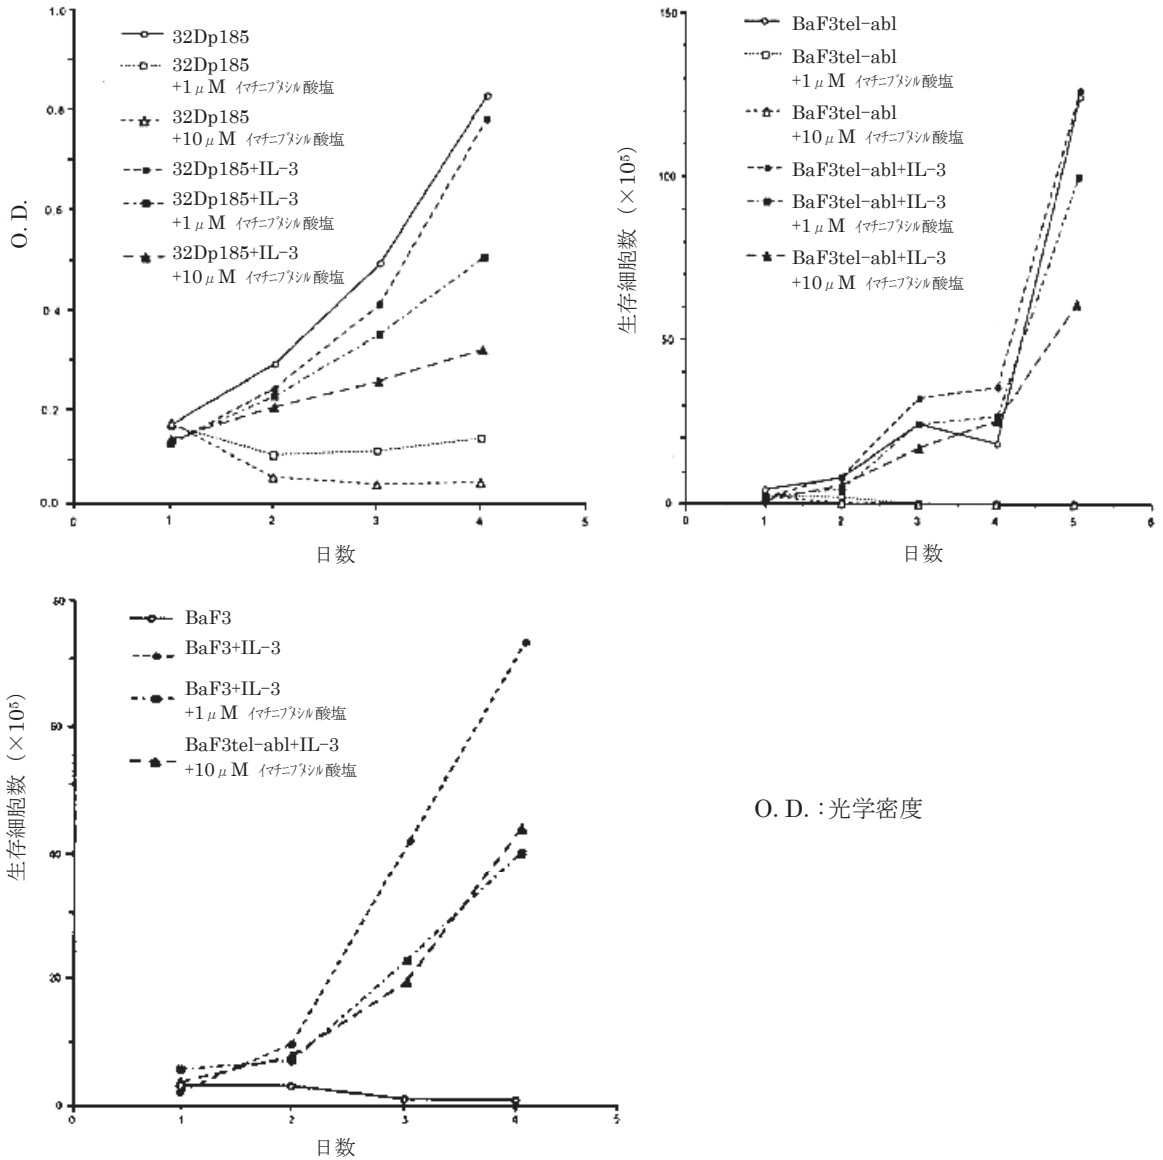 1.0
0.8
0.6
0.4
0.2
0.0
O. D.
32Dp185
32Dp185
+1μM イマチニブメシル酸塩
32Dp185
+10μM イマチニブメシル酸塩
32Dp185+IL-3
32Dp185+IL-3
+1μM イマチニブメシル酸塩
32Dp185+IL-3
+10μM イマチニブメシル酸塩
0 1 2 3 4 5
日数
150
100
50
0
生存細胞数（×10⁵）
BaF3tel-abl
BaF3tel-abl
+1μM イマチニブメシル酸塩
BaF3tel-abl
+10μM イマチニブメシル酸塩
BaF3tel-abl+IL-3
BaF3tel-abl+IL-3
+1μM イマチニブメシル酸塩
BaF3tel-abl+IL-3
+10μM イマチニブメシル酸塩
0 1 2 3 4 5 6
日数
20
0
生存細胞数（×10⁵）
BaF3
BaF3+IL-3
BaF3+IL-3
+1μM イマチニブメシル酸塩
BaF3tel-abl+IL-3
+10μM イマチニブメシル酸塩
0 1 2 3 4 5
日数
O. D.：光学密度